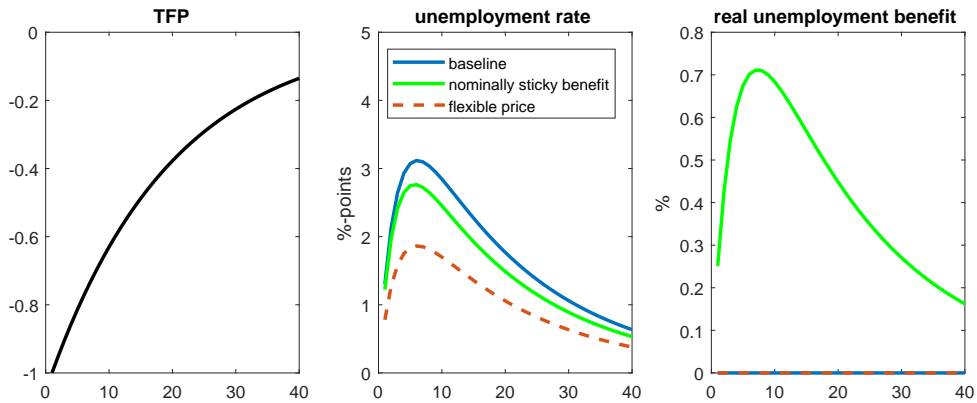 TFP
0
-0.2
-0.4
-0.6
-0.8
-1
0 10 20 30 40
unemployment rate
%-points
5
4
3
2
1
0
baseline
nominally sticky benefit
flexible price
0 10 20 30 40
real unemployment benefit
%
0.8
0.7
0.6
0.5
0.4
0.3
0.2
0.1
0
0 10 20 30 40